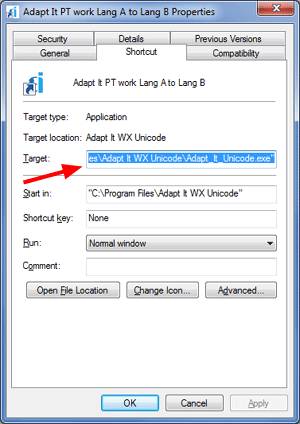 Adapt It PT work Lang A to Lang B Properties
Security Details Previous Versions
General Shortcut Compatibility
Adapt It PT work Lang A to Lang B
Target type: Application
Target location: Adapt It WX Unicode
Target: es\Adapt It WX Unicode\Adapt_It_Unicode.exe"
Start in: "C:\Program Files\Adapt It WX Unicode"
Shortcut key: None
Run: Normal window
Comment:
Open File Location Change Icon... Advanced...
OK Cancel Apply